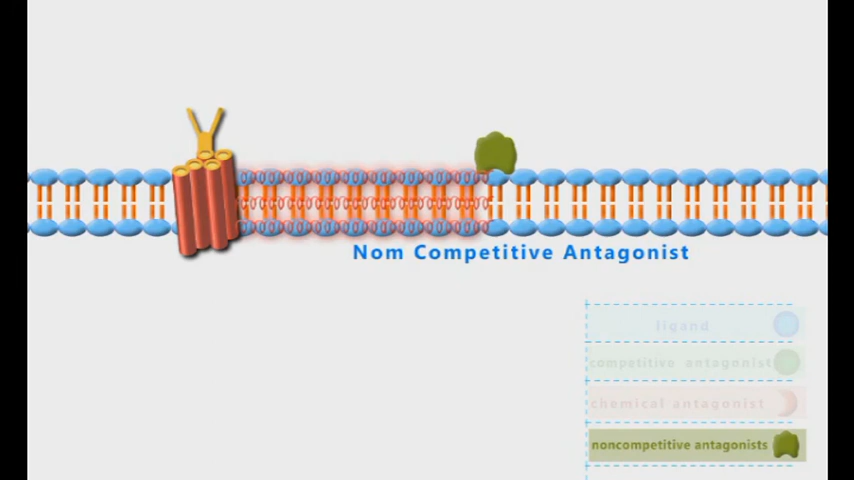 Nom Competitive Antagonist
ligand
competitive antagonist
chemical antagonist
noncompetitive antagonists